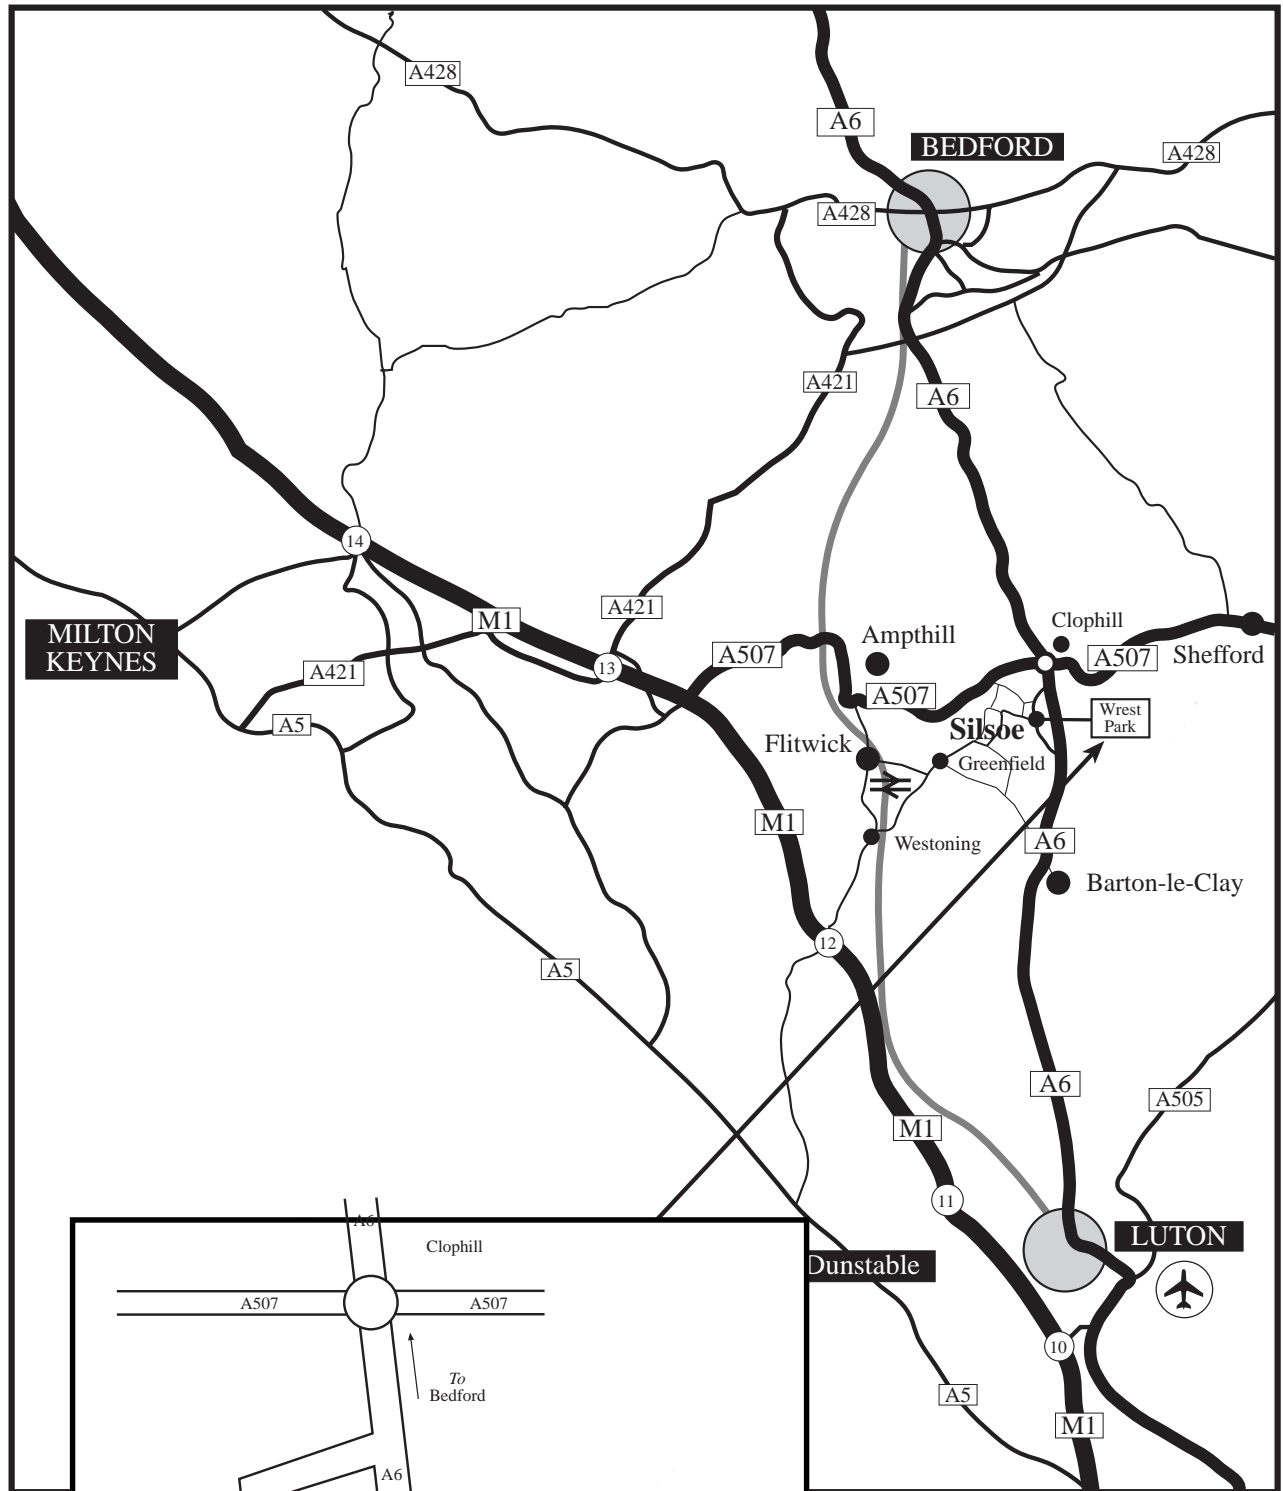 A428
A6
BEDFORD
A428
A428
A421
A6
14
MILTON
KEYNES
M1
A421
A421
13
A507
Ampthill
Clophill
A507
Shefford
A507
A5
Silsoe
Wrest
Park
Flitwick
Greenfield
M1
A6
Westoning
Barton-le-Clay
12
A5
A6
A505
M1
11
LUTON
Dunstable
10
A5
M1
A6
Clophill
A507
A507
To
Bedford
A6